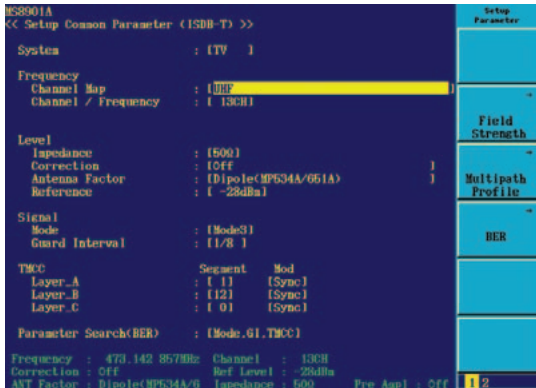 MS8901A
<< Setup Common Parameter (ISDB-T) >>
Setup
Parameter
System : [TV ]
Frequency
Channel Map : [UHF ]
Channel / Frequency : [ 13CH]
Field
Strength
Level
Impedance : [50Ω]
Correction : [Off ]
Antenna Factor : [Dipole(MP534A/651A) ]
Reference : [ -28dBm]
Multipath
Profile
Signal
Mode : [Mode3]
Guard Interval : [1/8 ]
BER
TMCC Segment Mod
Layer_A : [ 1] [Sync]
Layer_B : [12] [Sync]
Layer_C : [ 0] [Sync]
Parameter Search(BER) : [Mode,GI,TMCC]
Frequency : 473.142 857MHz Channel : 13CH
Correction : Off Ref Level : -28dBm
ANT Factor : Dipole(MP534A/6 Impedance : 50Ω Pre Ampl : Off
1 2